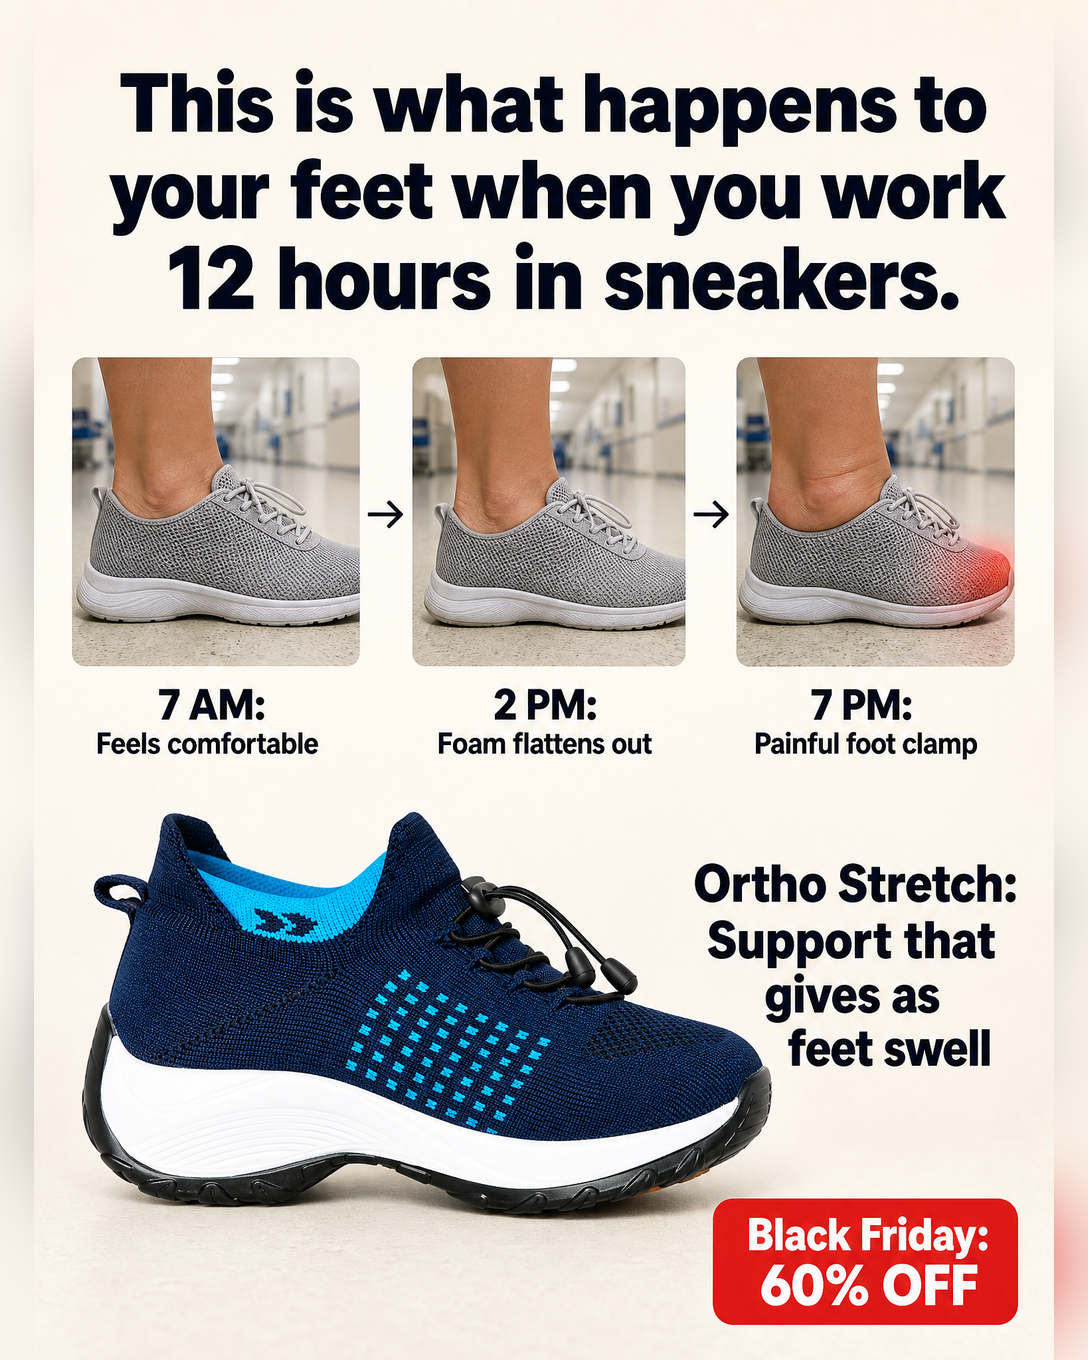 This is what happens to
your feet when you work
12 hours in sneakers.
7 AM:
Feels comfortable
2 PM:
Foam flattens out
7 PM:
Painful foot clamp
Ortho Stretch:
Support that
gives as
feet swell
Black Friday:
60% OFF